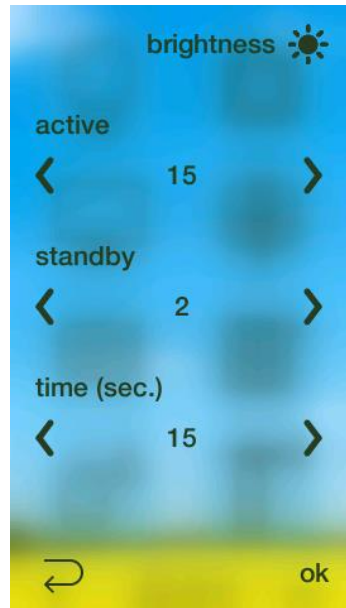 brightness
active
15
standby
2
time (sec.)
15
ok